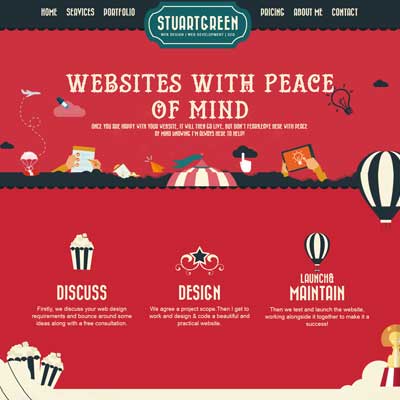 HOME SERVICES PORTFOLIO STUARTGREEN PRICING ABOUT ME CONTACT
WEB DESIGN | WEB DEVELOPMENT | SEO
WEBSITES WITH PEACE
OF MIND
ONCE YOU ARE HAPPY WITH YOUR WEBSITE, IT WILL THEN GO LIVE, BUT DON'T FEAR,LEAVE HERE WITH PEACE
OF MIND KNOWING I'M ALWAYS HERE TO HELP!
DISCUSS
Firstly, we discuss your web design
requirements and bounce around some
ideas along with a free consultation.
DESIGN
We agree a project scope.Then I get to
work and design & code a beautiful and
practical website.
LAUNCH&
MAINTAIN
Then we test and launch the website,
working alongside it together to make it a
success!